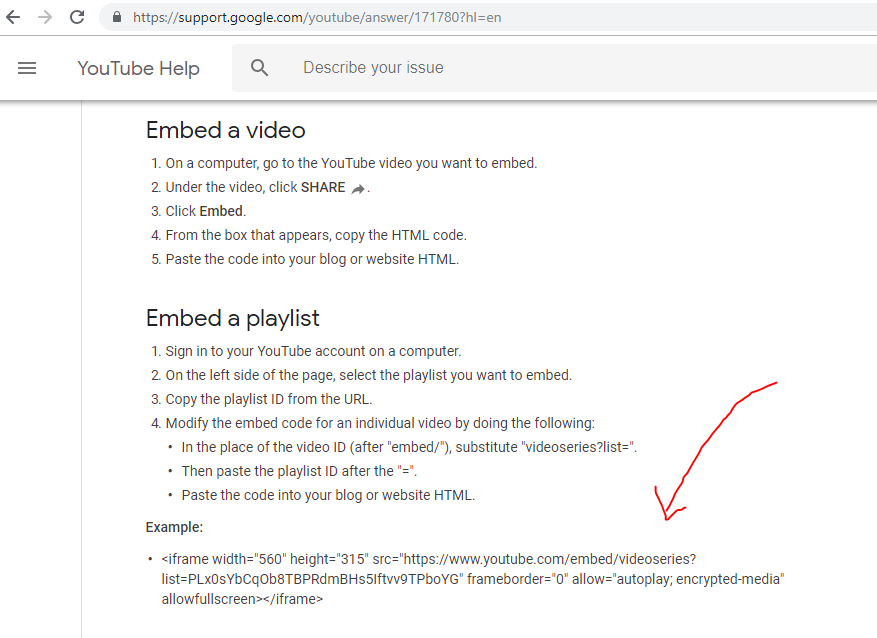 https://support.google.com/youtube/answer/171780?hl=en
YouTube Help
Describe your issue
Embed a video
1. On a computer, go to the YouTube video you want to embed.
2. Under the video, click SHARE .
3. Click Embed.
4. From the box that appears, copy the HTML code.
5. Paste the code into your blog or website HTML.
Embed a playlist
1. Sign in to your YouTube account on a computer.
2. On the left side of the page, select the playlist you want to embed.
3. Copy the playlist ID from the URL.
4. Modify the embed code for an individual video by doing the following:
• In the place of the video ID (after "embed/"), substitute "videoseries?list=".
• Then paste the playlist ID after the "=".
• Paste the code into your blog or website HTML.
Example:
• <iframe width="560" height="315" src="https://www.youtube.com/embed/videoseries?
list=PLx0sYbCqOb8TBPRdmBHs5Iftvv9TPboYG" frameborder="0" allow="autoplay; encrypted-media"
allowfullscreen></iframe>